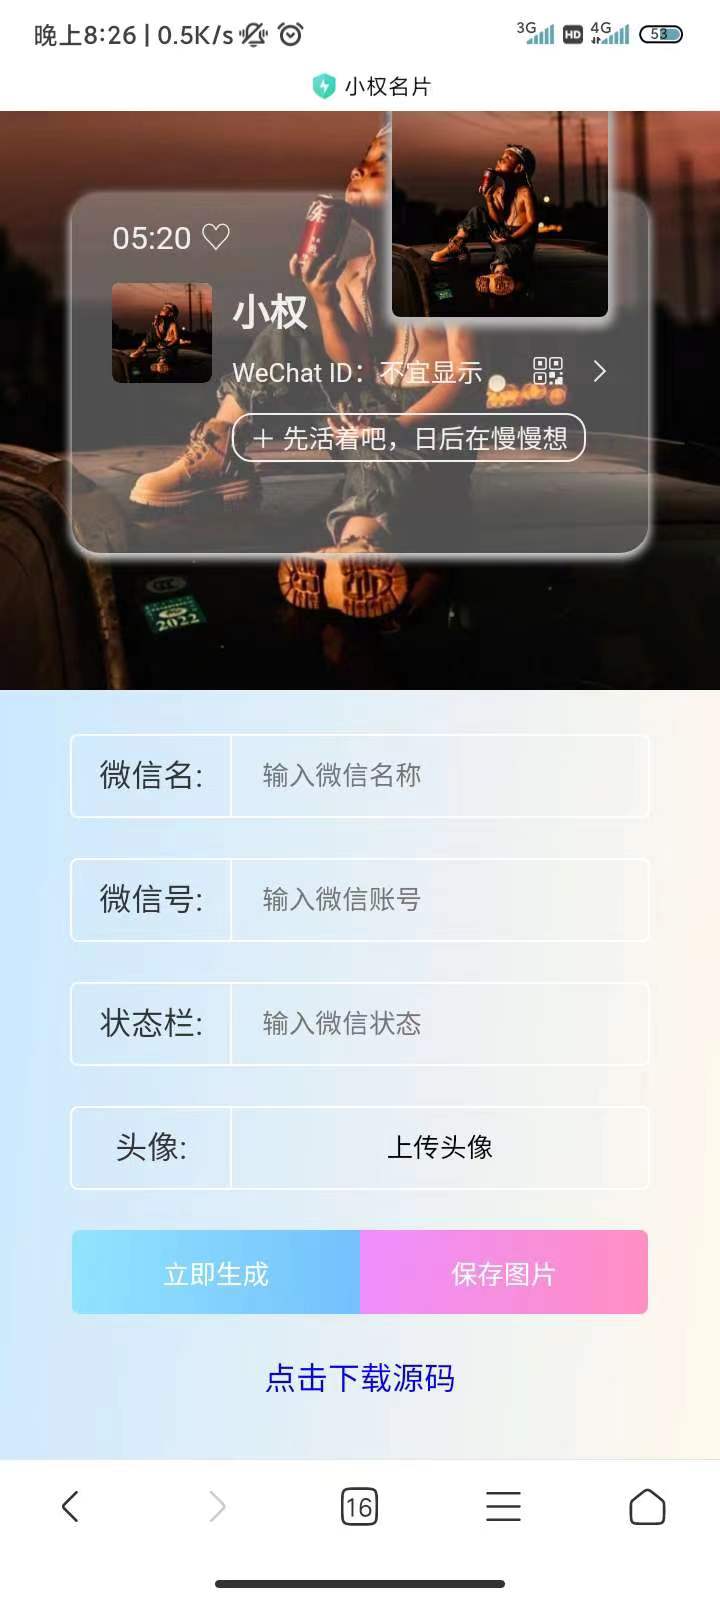 晚上8:26 | 0.5K/s 3G HD 4G 53
小权名片
05:20 ♡
小权
WeChat ID：不宜显示
＋ 先活着吧，日后在慢慢想
2022
微信名: 输入微信名称
微信号: 输入微信账号
状态栏: 输入微信状态
头像: 上传头像
立即生成 保存图片
点击下载源码
16